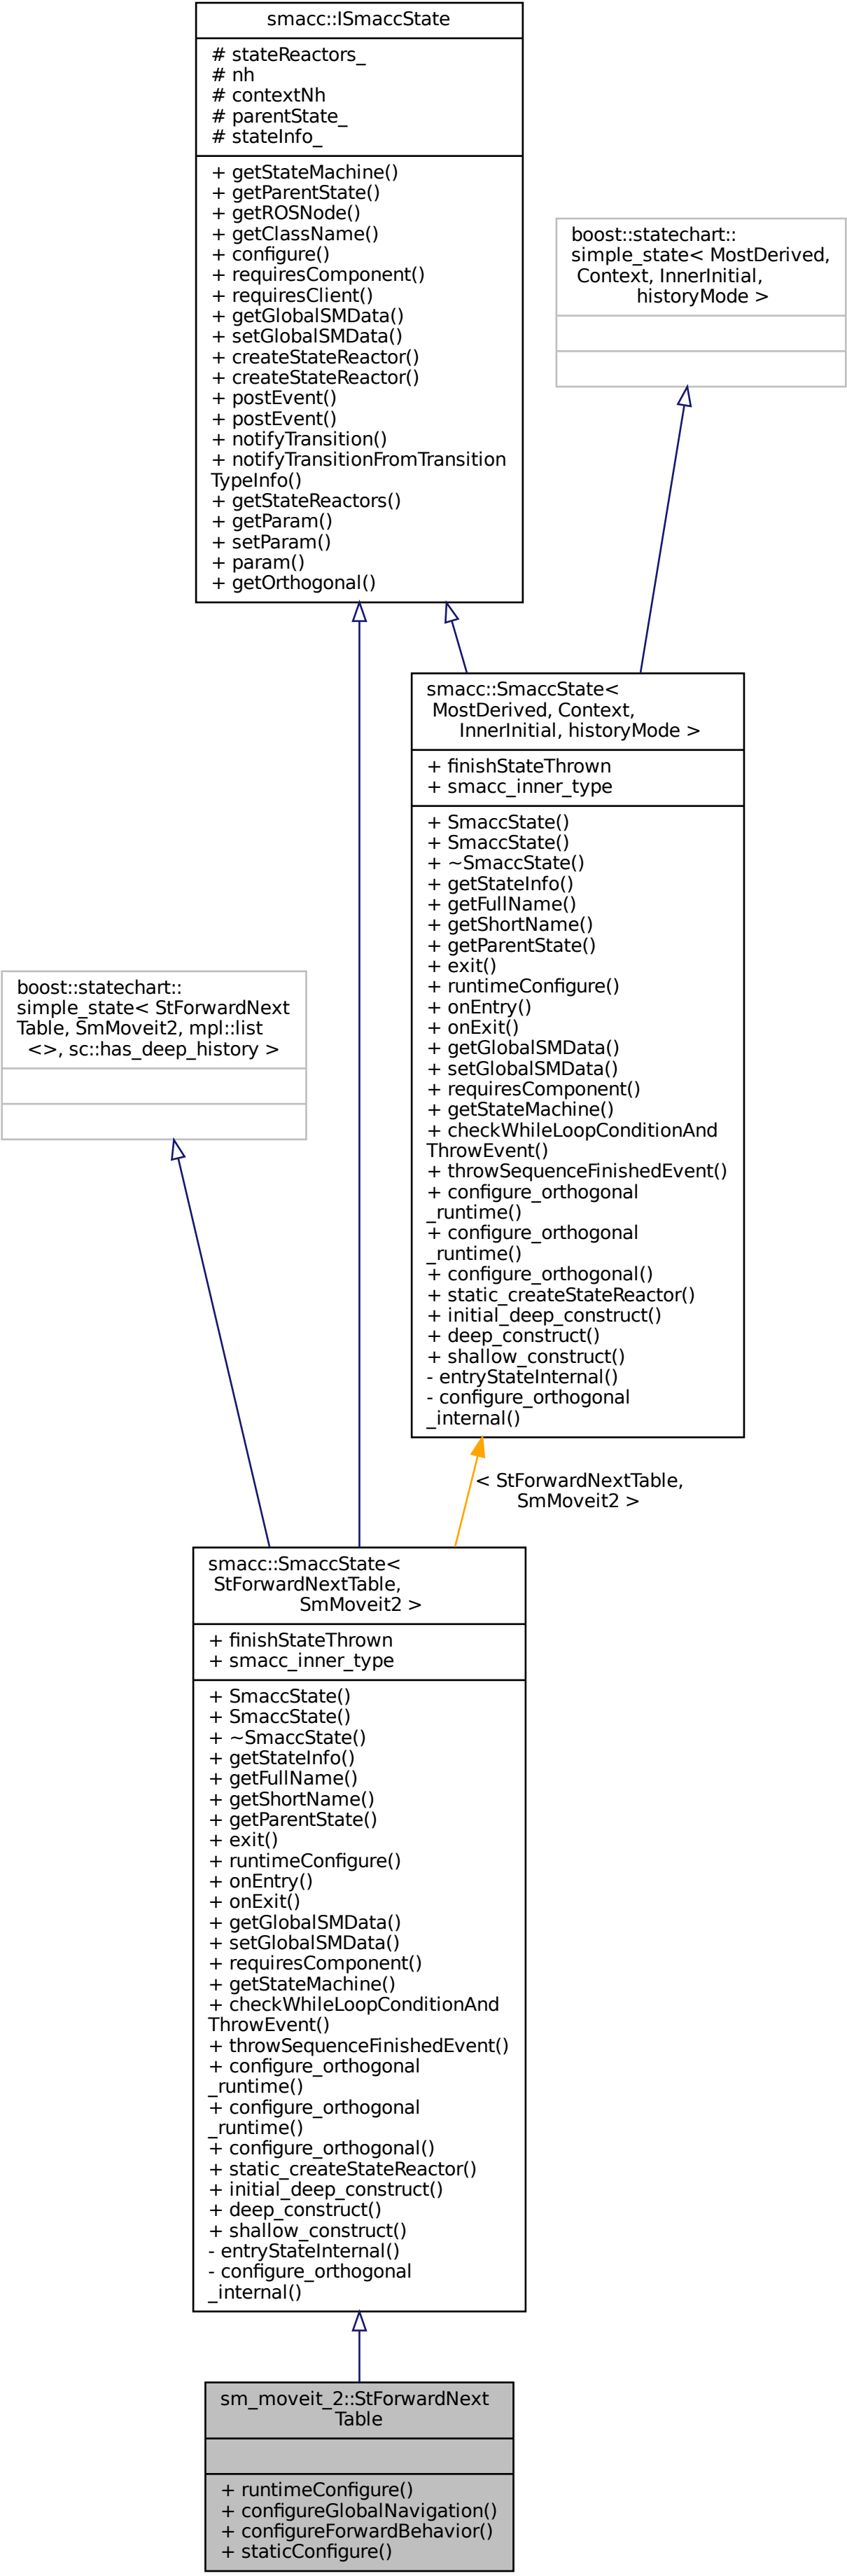 smacc::ISmaccState
# stateReactors_
# nh
# contextNh
# parentState_
# stateInfo_
+ getStateMachine()
+ getParentState()
+ getROSNode()
+ getClassName()
+ configure()
+ requiresComponent()
+ requiresClient()
+ getGlobalSMData()
+ setGlobalSMData()
+ createStateReactor()
+ createStateReactor()
+ postEvent()
+ postEvent()
+ notifyTransition()
+ notifyTransitionFromTransition
TypeInfo()
+ getStateReactors()
+ getParam()
+ setParam()
+ param()
+ getOrthogonal()
boost::statechart::
simple_state< MostDerived,
Context, InnerInitial,
historyMode >
smacc::SmaccState<
MostDerived, Context,
InnerInitial, historyMode >
+ finishStateThrown
+ smacc_inner_type
+ SmaccState()
+ SmaccState()
+ ~SmaccState()
+ getStateInfo()
+ getFullName()
+ getShortName()
+ getParentState()
+ exit()
+ runtimeConfigure()
+ onEntry()
+ onExit()
+ getGlobalSMData()
+ setGlobalSMData()
+ requiresComponent()
+ getStateMachine()
+ checkWhileLoopConditionAnd
ThrowEvent()
+ throwSequenceFinishedEvent()
+ configure_orthogonal
_runtime()
+ configure_orthogonal
_runtime()
+ configure_orthogonal()
+ static_createStateReactor()
+ initial_deep_construct()
+ deep_construct()
+ shallow_construct()
- entryStateInternal()
- configure_orthogonal
_internal()
boost::statechart::
simple_state< StForwardNext
Table, SmMoveit2, mpl::list
<>, sc::has_deep_history >
< StForwardNextTable,
SmMoveit2 >
smacc::SmaccState<
StForwardNextTable,
SmMoveit2 >
+ finishStateThrown
+ smacc_inner_type
+ SmaccState()
+ SmaccState()
+ ~SmaccState()
+ getStateInfo()
+ getFullName()
+ getShortName()
+ getParentState()
+ exit()
+ runtimeConfigure()
+ onEntry()
+ onExit()
+ getGlobalSMData()
+ setGlobalSMData()
+ requiresComponent()
+ getStateMachine()
+ checkWhileLoopConditionAnd
ThrowEvent()
+ throwSequenceFinishedEvent()
+ configure_orthogonal
_runtime()
+ configure_orthogonal
_runtime()
+ configure_orthogonal()
+ static_createStateReactor()
+ initial_deep_construct()
+ deep_construct()
+ shallow_construct()
- entryStateInternal()
- configure_orthogonal
_internal()
sm_moveit_2::StForwardNext
Table
+ runtimeConfigure()
+ configureGlobalNavigation()
+ configureForwardBehavior()
+ staticConfigure()